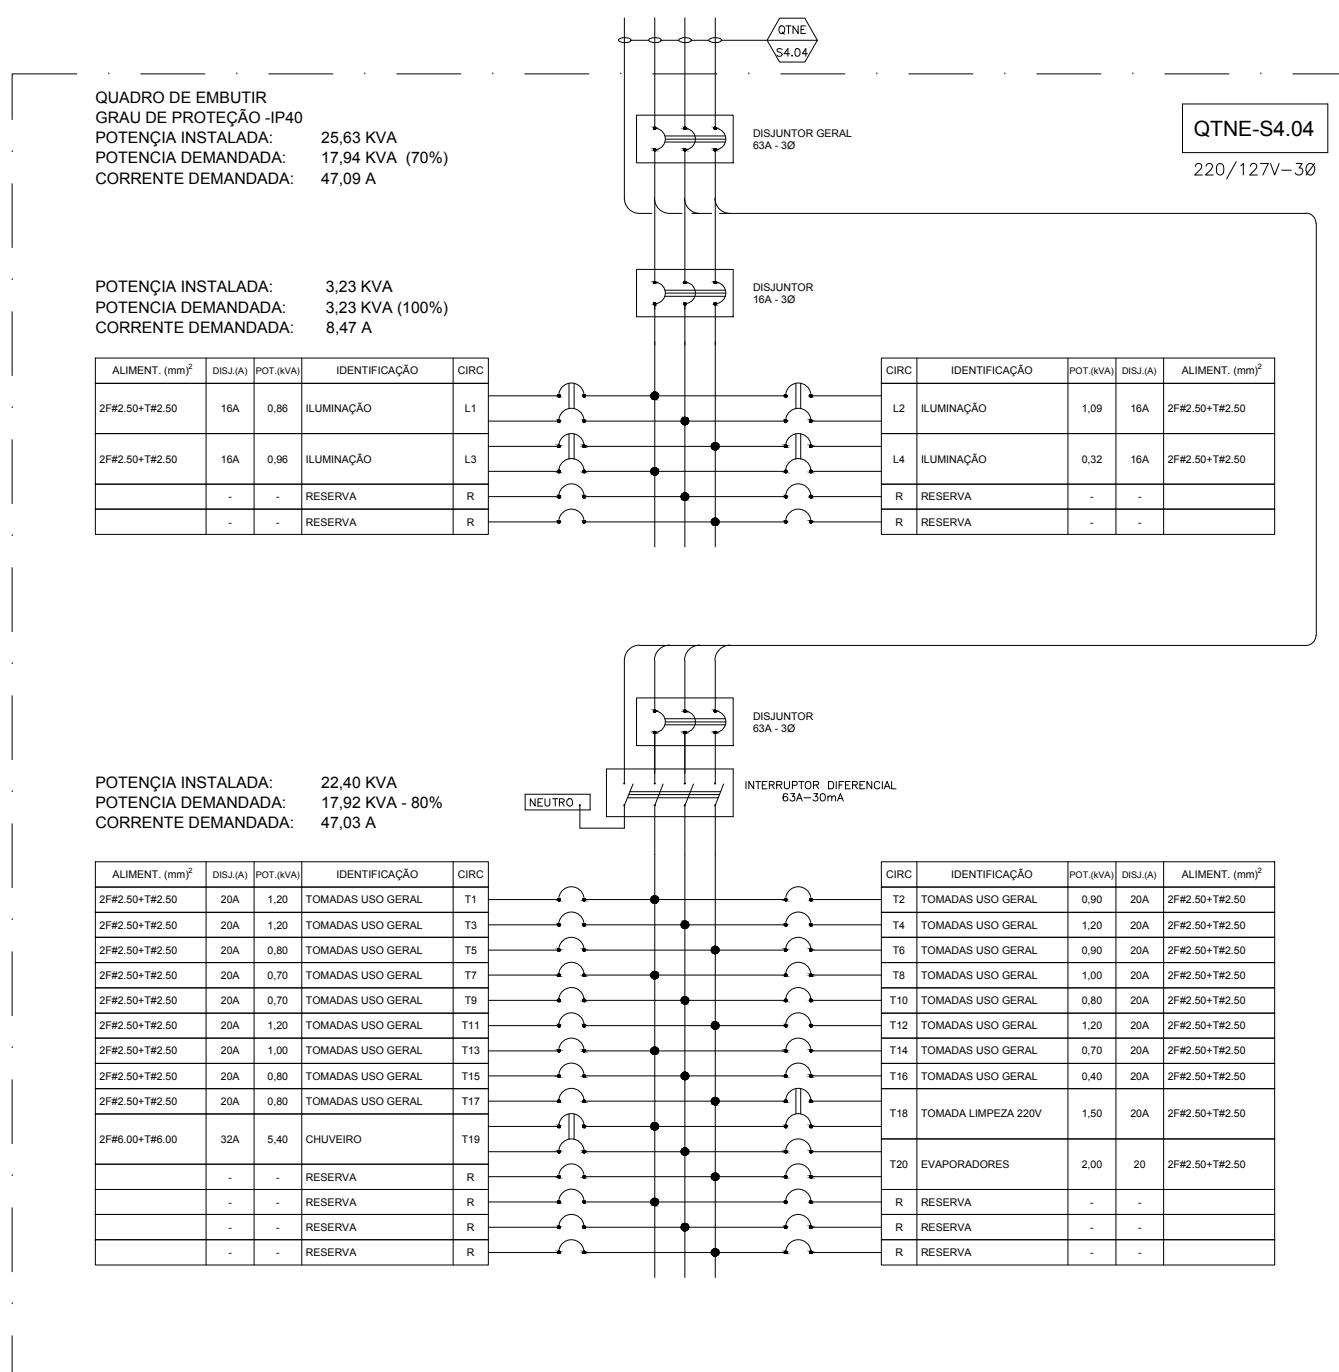 QTNE
S4.04
QUADRO DE EMBUTIR
GRAU DE PROTEÇÃO -IP40
POTENÇIA INSTALADA: 25,63 KVA
POTENCIA DEMANDADA: 17,94 KVA (70%)
CORRENTE DEMANDADA: 47,09 A
DISJUNTOR GERAL
63A - 3Ø
QTNE-S4.04
220/127V-3Ø
POTENÇIA INSTALADA: 3,23 KVA
POTENCIA DEMANDADA: 3,23 KVA (100%)
CORRENTE DEMANDADA: 8,47 A
DISJUNTOR
16A - 3Ø
ALIMENT. (mm)² DISJ.(A) POT.(kVA) IDENTIFICAÇÃO CIRC CIRC IDENTIFICAÇÃO POT.(kVA) DISJ.(A) ALIMENT. (mm)²
2F#2.50+T#2.50 16A 0,86 ILUMINAÇÃO L1 L2 ILUMINAÇÃO 1,09 16A 2F#2.50+T#2.50
2F#2.50+T#2.50 16A 0,96 ILUMINAÇÃO L3 L4 ILUMINAÇÃO 0,32 16A 2F#2.50+T#2.50
- - RESERVA R R RESERVA - -
- - RESERVA R R RESERVA - -
DISJUNTOR
63A - 3Ø
INTERRUPTOR DIFERENCIAL
63A-30mA
NEUTRO
POTENÇIA INSTALADA: 22,40 KVA
POTENCIA DEMANDADA: 17,92 KVA - 80%
CORRENTE DEMANDADA: 47,03 A
ALIMENT. (mm)² DISJ.(A) POT.(kVA) IDENTIFICAÇÃO CIRC CIRC IDENTIFICAÇÃO POT.(kVA) DISJ.(A) ALIMENT. (mm)²
2F#2.50+T#2.50 20A 1,20 TOMADAS USO GERAL T1 T2 TOMADAS USO GERAL 0,90 20A 2F#2.50+T#2.50
2F#2.50+T#2.50 20A 1,20 TOMADAS USO GERAL T3 T4 TOMADAS USO GERAL 1,20 20A 2F#2.50+T#2.50
2F#2.50+T#2.50 20A 0,80 TOMADAS USO GERAL T5 T6 TOMADAS USO GERAL 0,90 20A 2F#2.50+T#2.50
2F#2.50+T#2.50 20A 0,70 TOMADAS USO GERAL T7 T8 TOMADAS USO GERAL 1,00 20A 2F#2.50+T#2.50
2F#2.50+T#2.50 20A 0,70 TOMADAS USO GERAL T9 T10 TOMADAS USO GERAL 0,80 20A 2F#2.50+T#2.50
2F#2.50+T#2.50 20A 1,20 TOMADAS USO GERAL T11 T12 TOMADAS USO GERAL 1,20 20A 2F#2.50+T#2.50
2F#2.50+T#2.50 20A 1,00 TOMADAS USO GERAL T13 T14 TOMADAS USO GERAL 0,70 20A 2F#2.50+T#2.50
2F#2.50+T#2.50 20A 0,80 TOMADAS USO GERAL T15 T16 TOMADAS USO GERAL 0,40 20A 2F#2.50+T#2.50
2F#2.50+T#2.50 20A 0,80 TOMADAS USO GERAL T17 T18 TOMADA LIMPEZA 220V 1,50 20A 2F#2.50+T#2.50
2F#6.00+T#6.00 32A 5,40 CHUVEIRO T19 T20 EVAPORADORES 2,00 20 2F#2.50+T#2.50
- - RESERVA R
- - RESERVA R R RESERVA - -
- - RESERVA R R RESERVA - -
- - RESERVA R R RESERVA - -